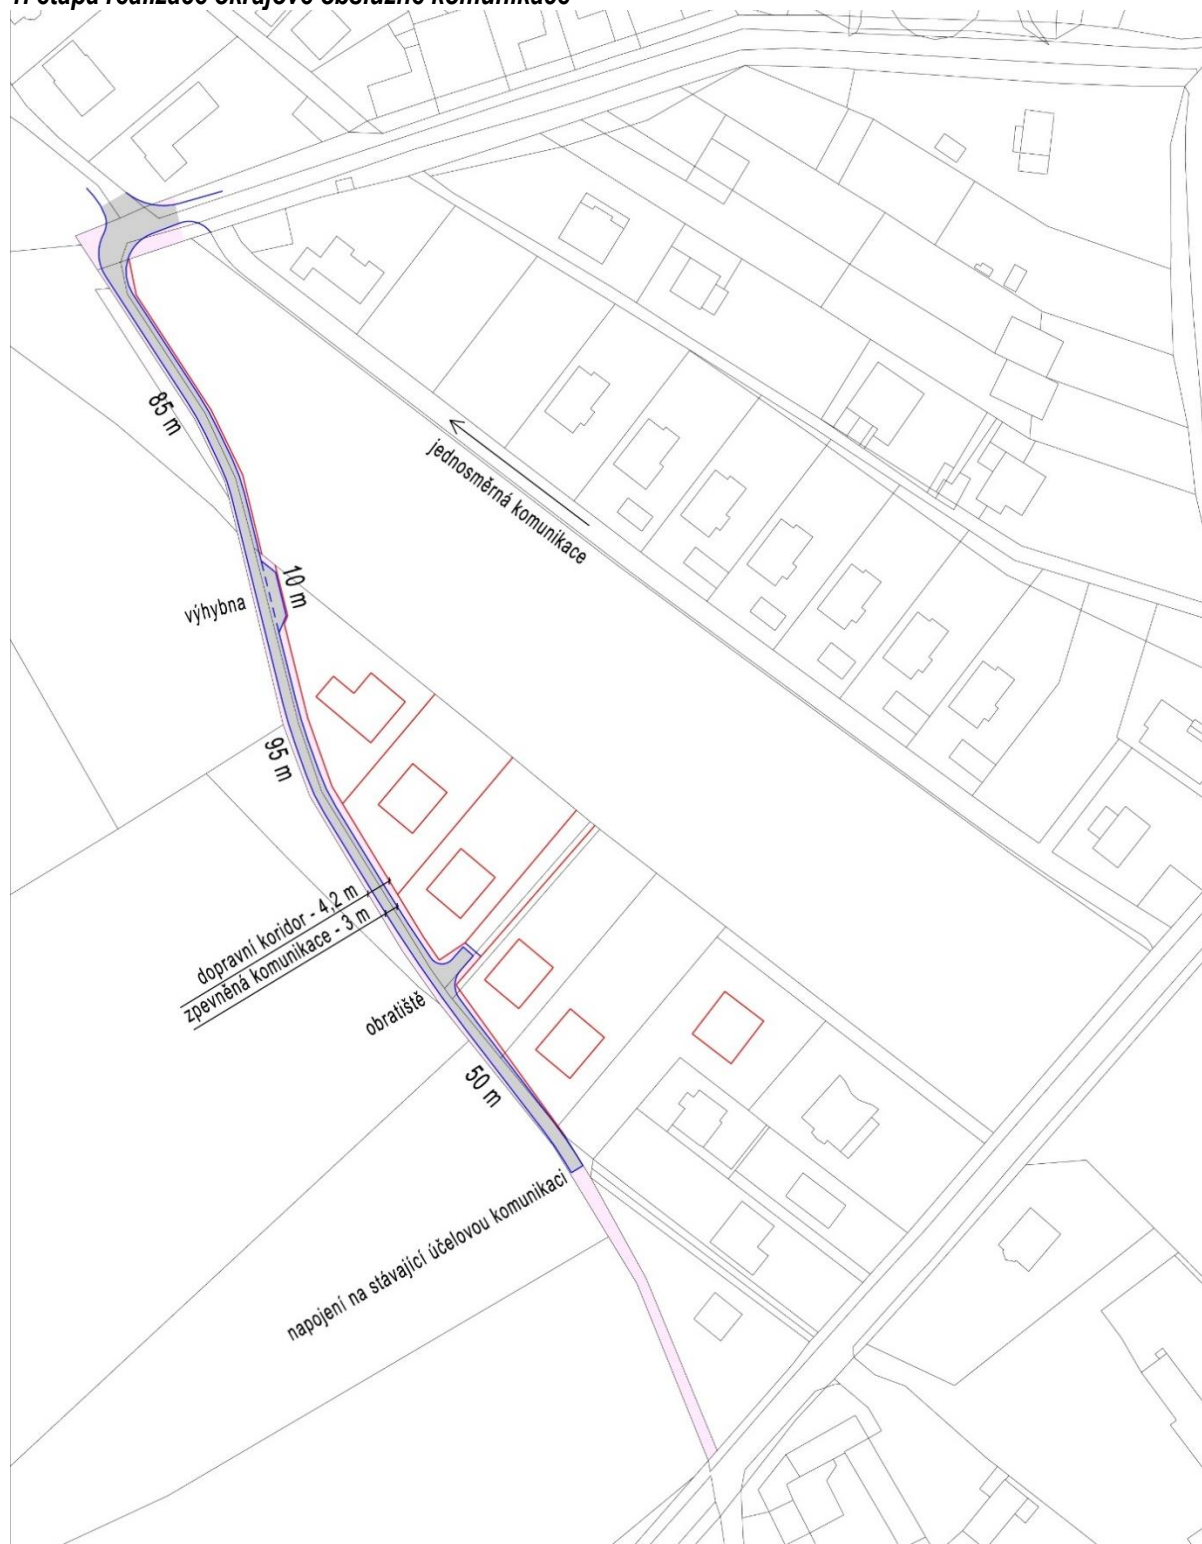 1. etapa realizace okrajové obslužné komunikace
85 m
jednosměrná komunikace
10 m
výhybna
95 m
dopravní koridor - 4,2 m
zpevněná komunikace - 3 m
obratiště
50 m
napojení na stávající účelovou komunikaci